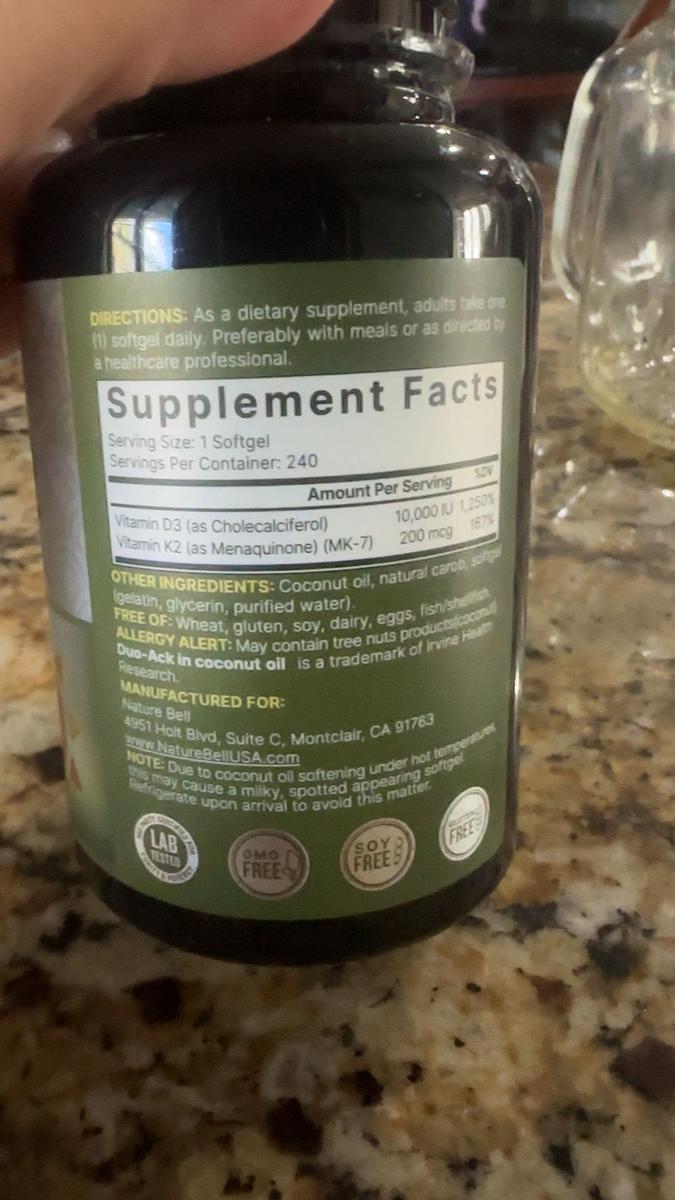 DIRECTIONS: As a dietary supplement, adults take one
(1) softgel daily. Preferably with meals or as directed by
a healthcare professional.
Supplement Facts
Serving Size: 1 Softgel
Servings Per Container: 240
Amount Per Serving %DV
Vitamin D3 (as Cholecalciferol) 10,000 IU 1,250%
Vitamin K2 (as Menaquinone) (MK-7) 200 mcg 167%
OTHER INGREDIENTS: Coconut oil, natural carob, softgel
(gelatin, glycerin, purified water).
FREE OF: Wheat, gluten, soy, dairy, eggs, fish/shellfish.
ALLERGY ALERT: May contain tree nuts products(coconut)
Duo-Ack in coconut oil is a trademark of Irvine Health
Research.
MANUFACTURED FOR:
Nature Bell
4951 Holt Blvd, Suite C, Montclair, CA 91763
www.NatureBellUSA.com
NOTE: Due to coconut oil softening under hot temperatures,
this may cause a milky, spotted appearing softgel.
Refrigerate upon arrival to avoid this matter.
LAB
TESTED
GMO
FREE
SOY
FREE
GLUTEN
FREE